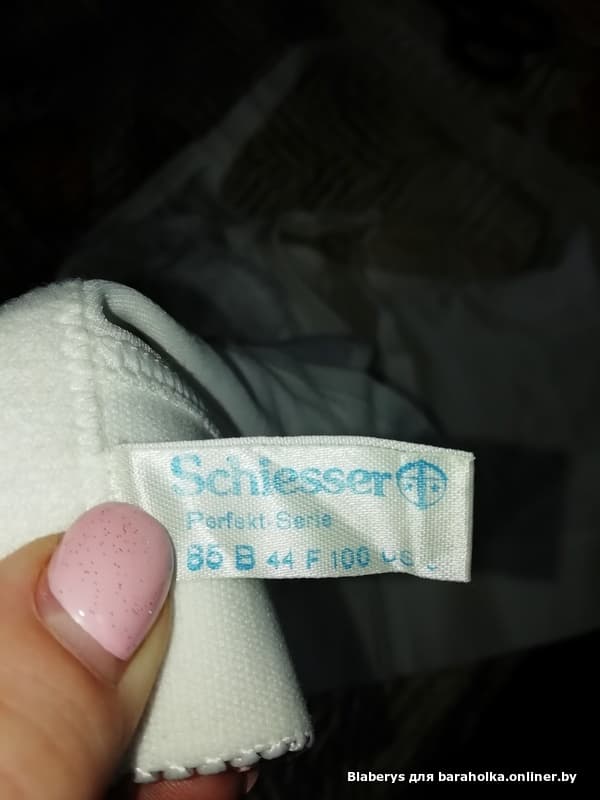 Schiesser
Perfekt-Serie
85 B 44 F 100
Blaberys для baraholka.onliner.by